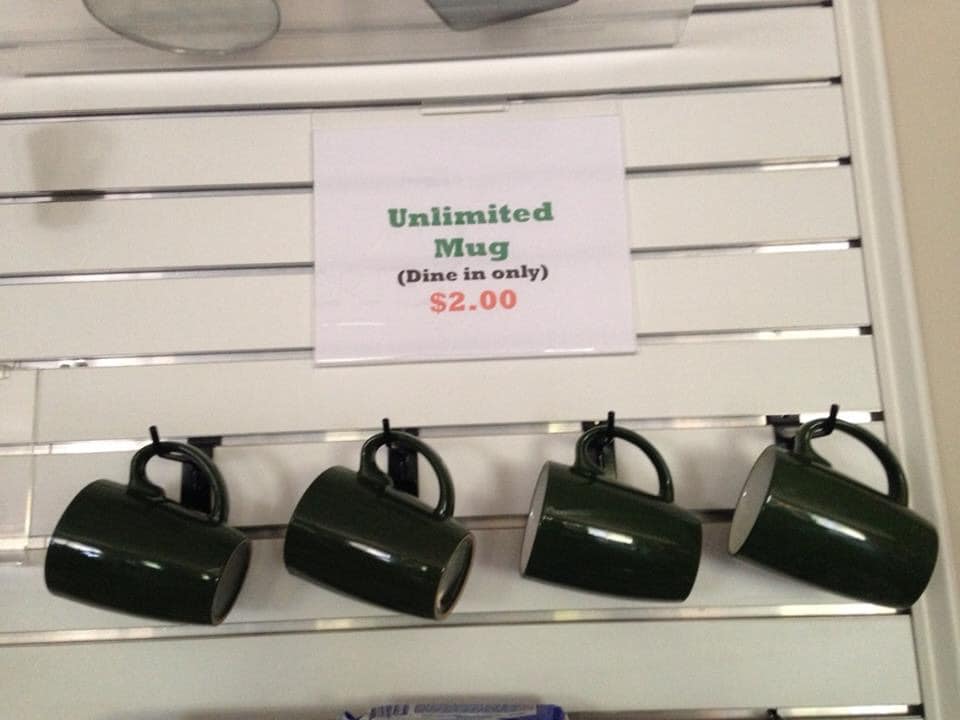 Unlimited
Mug
(Dine in only)
$2.00